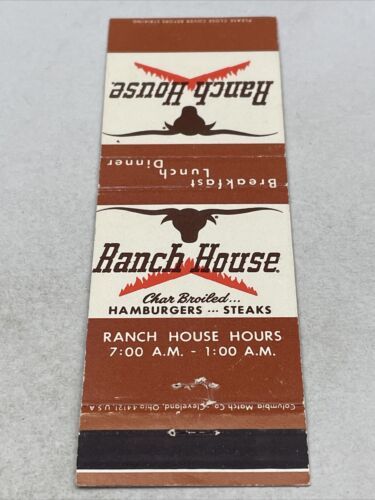 PLEASE CLOSE COVER BEFORE STRIKING
Ranch House
Breakfast
Lunch
Dinner
Ranch House
Char Broiled...
HAMBURGERS ... STEAKS
RANCH HOUSE HOURS
7:00 A.M. - 1:00 A.M.
Columbia Match Co., Cleveland, Ohio 44121, U.S.A.